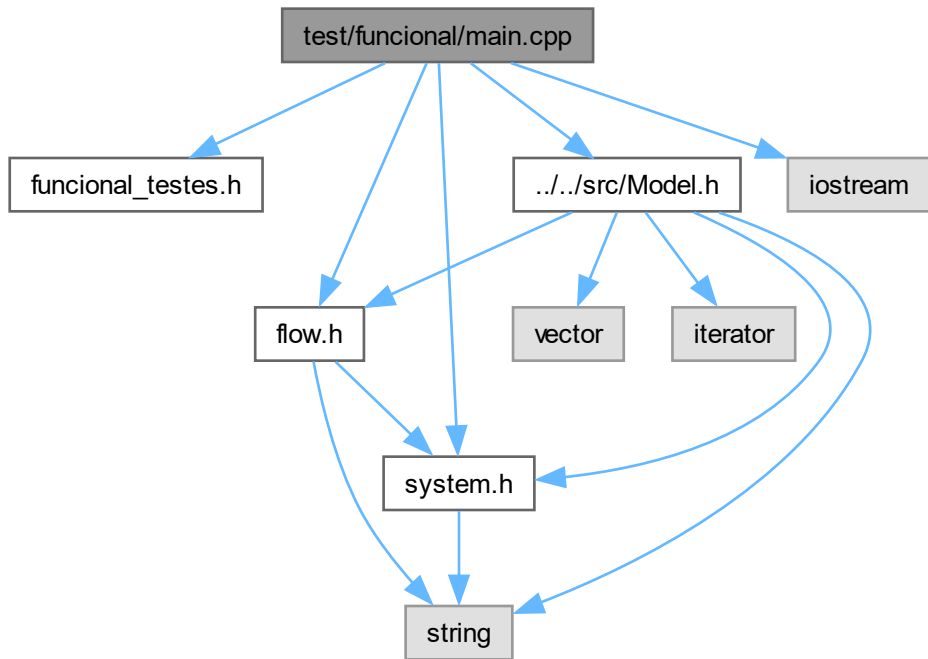 test/funcional/main.cpp
funcional_testes.h
../../src/Model.h
iostream
flow.h
vector
iterator
system.h
string